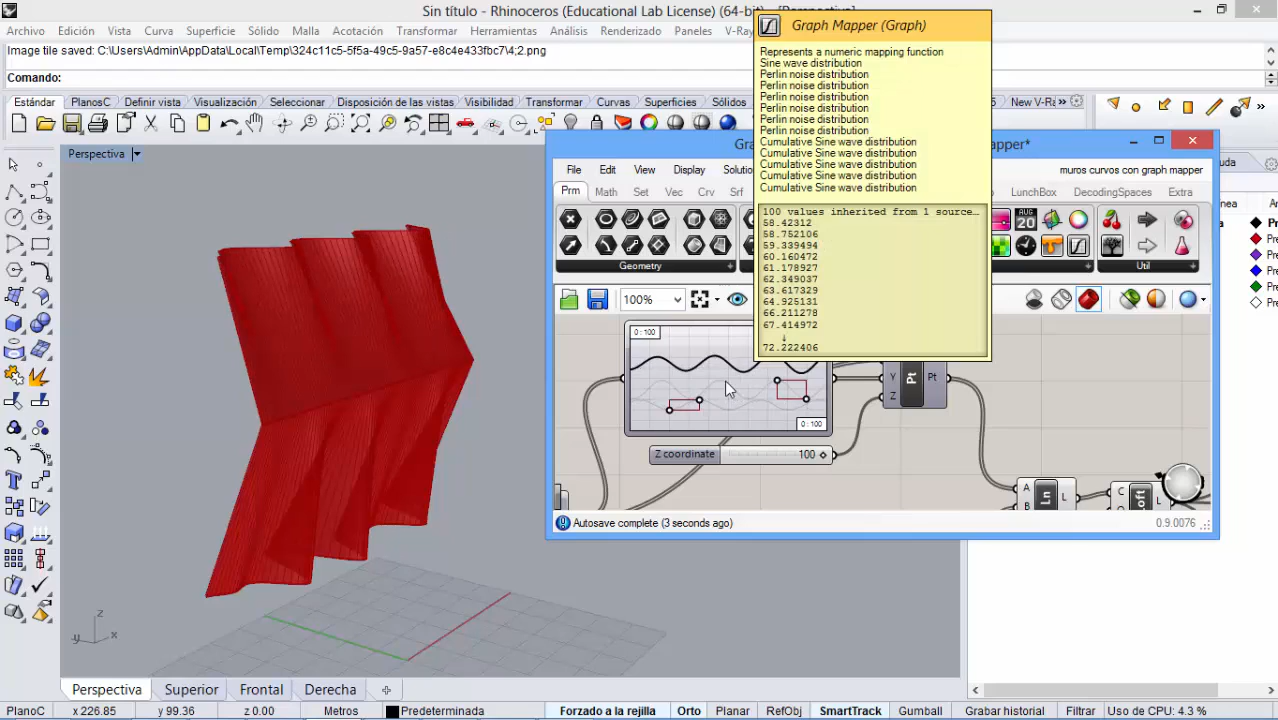 Sin título - Rhinoceros (Educational Lab License) (64-bit)
Archivo Edición Vista Curva Superficie Sólido Malla Acotación Transformar Herramientas Análisis Renderizado Paneles V-Ray
Image tile saved: C:\Users\Admin\AppData\Local\Temp\324c11c5-5f5a-49c5-9a57-e8c4e433fbc7\4;2.png
Comando:
Estándar PlanosC Definir vista Visualización Seleccionar Disposición de las vistas Visibilidad Transformar Curvas Superficies Sólidos
New V-Ra
Perspectiva
Graph Mapper (Graph)
Represents a numeric mapping function
Sine wave distribution
Perlin noise distribution
Perlin noise distribution
Perlin noise distribution
Perlin noise distribution
Perlin noise distribution
Perlin noise distribution
Cumulative Sine wave distribution
Cumulative Sine wave distribution
Cumulative Sine wave distribution
Cumulative Sine wave distribution
Cumulative Sine wave distribution
100 values inherited from 1 source...
58.42312
58.752106
59.339494
60.160472
61.178927
62.349037
63.617329
64.925131
66.211278
67.414972
↓
72.222406
File Edit View Display
muros curvos con graph mapper
Prm Math Set Vec Crv Srf
LunchBox DecodingSpaces Extra
AUG
20
Geometry
Util
100%
0 : 100
0 : 100
Y
Z
Pt
Pt
Z coordinate 100
A
B
Ln
L
C
Loft
L
Autosave complete (3 seconds ago)
0.9.0076
z
y
x
Perspectiva Superior Frontal Derecha
PlanoC x 226.85 y 99.36 z 0.00 Metros Predeterminada Forzado a la rejilla Orto Planar RefObj SmartTrack Gumball Grabar historial Filtrar Uso de CPU: 4.3 %